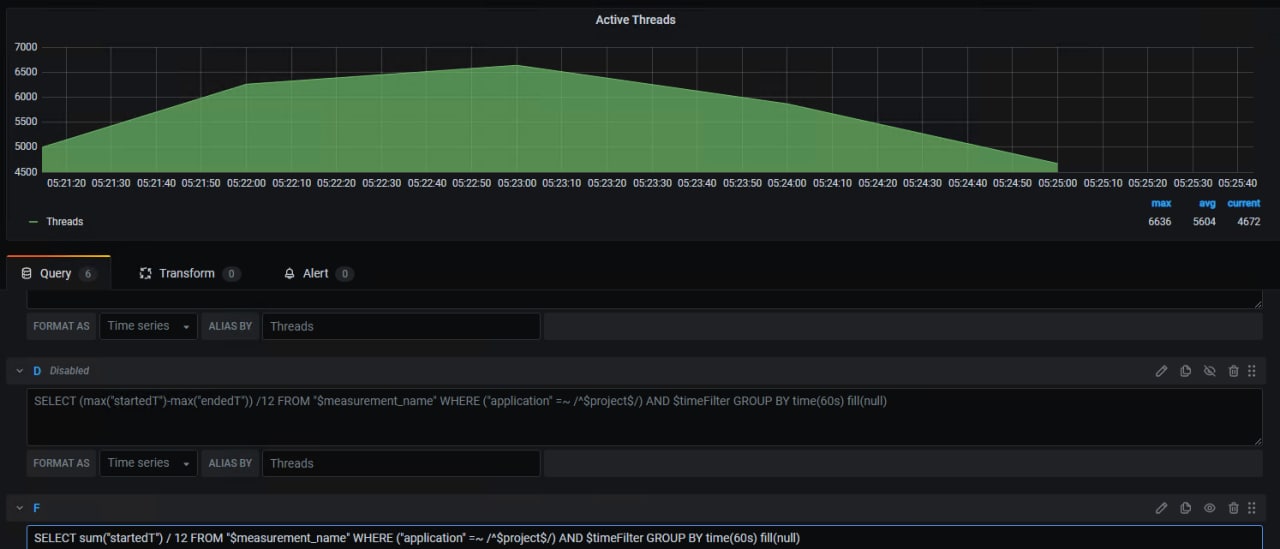 Active Threads
7000
6500
6000
5500
5000
4500
05:21:20 05:21:30 05:21:40 05:21:50 05:22:00 05:22:10 05:22:20 05:22:30 05:22:40 05:22:50 05:23:00 05:23:10 05:23:20 05:23:30 05:23:40 05:23:50 05:24:00 05:24:10 05:24:20 05:24:30 05:24:40 05:24:50 05:25:00 05:25:10 05:25:20 05:25:30 05:25:40
max avg current
Threads 6636 5604 4672
Query 6 Transform 0 Alert 0
FORMAT AS Time series ALIAS BY Threads
D Disabled
SELECT (max("startedT")-max("endedT")) /12 FROM "$measurement_name" WHERE ("application" =~ /^$project$/) AND $timeFilter GROUP BY time(60s) fill(null)
FORMAT AS Time series ALIAS BY Threads
F
SELECT sum("startedT") / 12 FROM "$measurement_name" WHERE ("application" =~ /^$project$/) AND $timeFilter GROUP BY time(60s) fill(null)